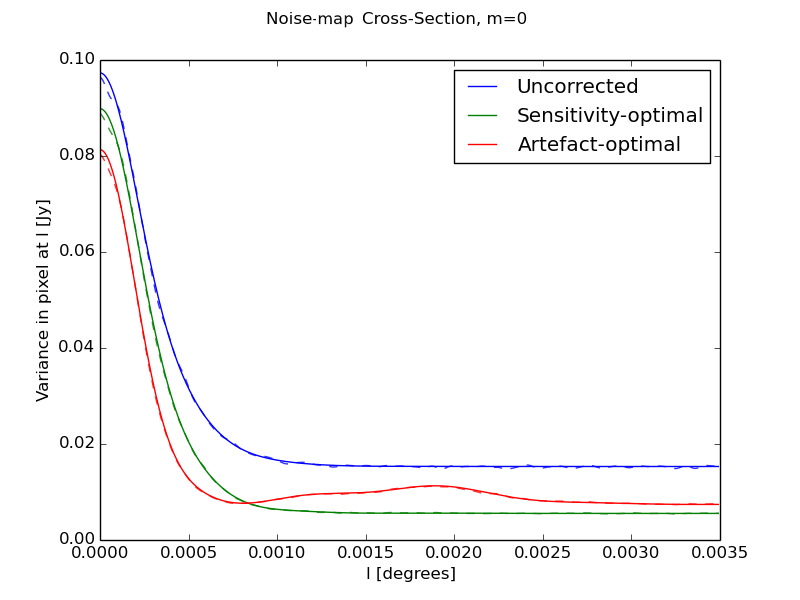 Noise-map Cross-Section, m=0
0.10
Uncorrected
Sensitivity-optimal
Artefact-optimal
0.08
0.06
0.04
0.02
0.00
Variance in pixel at l [Jy]
0.0000 0.0005 0.0010 0.0015 0.0020 0.0025 0.0030 0.0035
l [degrees]